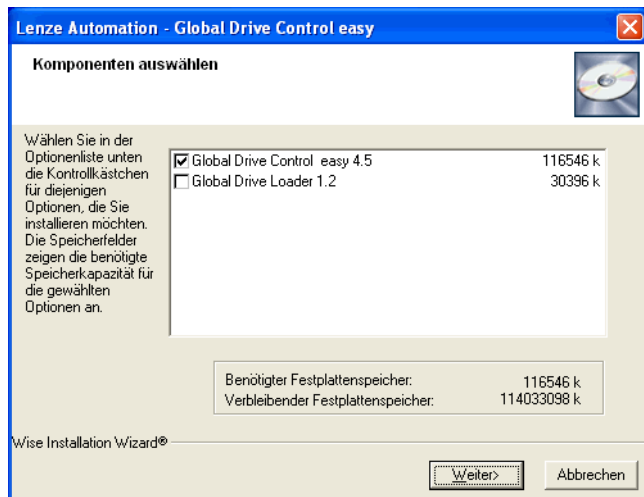 Lenze Automation - Global Drive Control easy
Komponenten auswählen
Wählen Sie in der
Optionenliste unten
die Kontrollkästchen
für diejenigen
Optionen, die Sie
installieren möchten.
Die Speicherfelder
zeigen die benötigte
Speicherkapazität für
die gewählten
Optionen an.
Global Drive Control  easy 4.5 116546 k
Global Drive Loader 1.2 30396 k
Benötigter Festplattenspeicher: 116546 k
Verbleibender Festplattenspeicher: 114033098 k
Wise Installation Wizard®
Weiter> Abbrechen